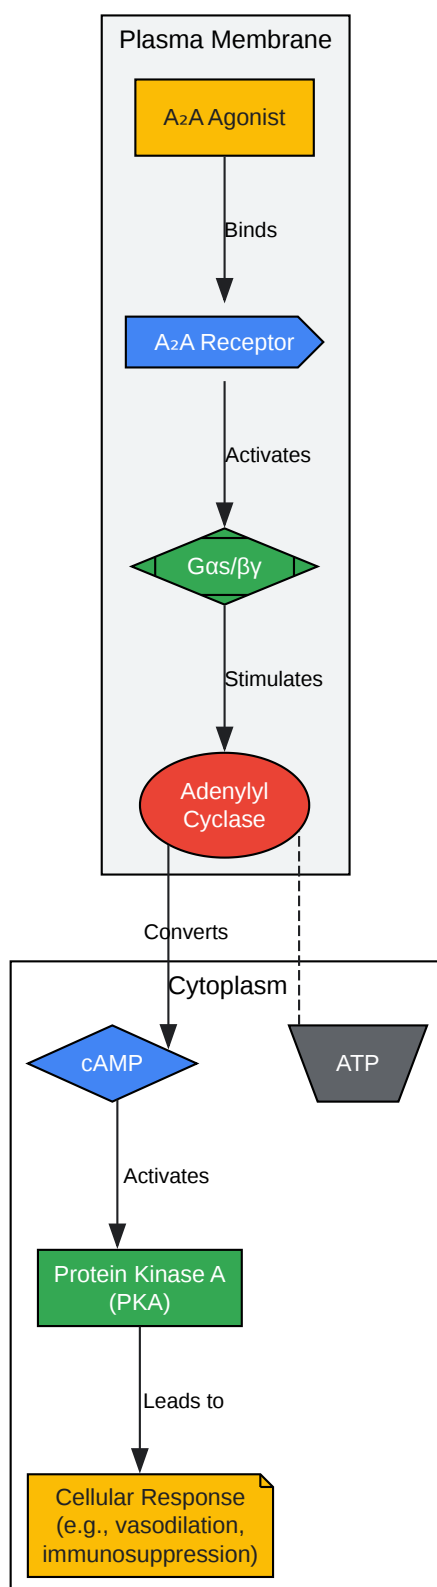 Plasma Membrane
A₂A Agonist
Binds
A₂A Receptor
Activates
Gαs/βγ
Stimulates
Adenylyl
Cyclase
Converts
Cytoplasm
cAMP
ATP
Activates
Protein Kinase A
(PKA)
Leads to
Cellular Response
(e.g., vasodilation,
immunosuppression)